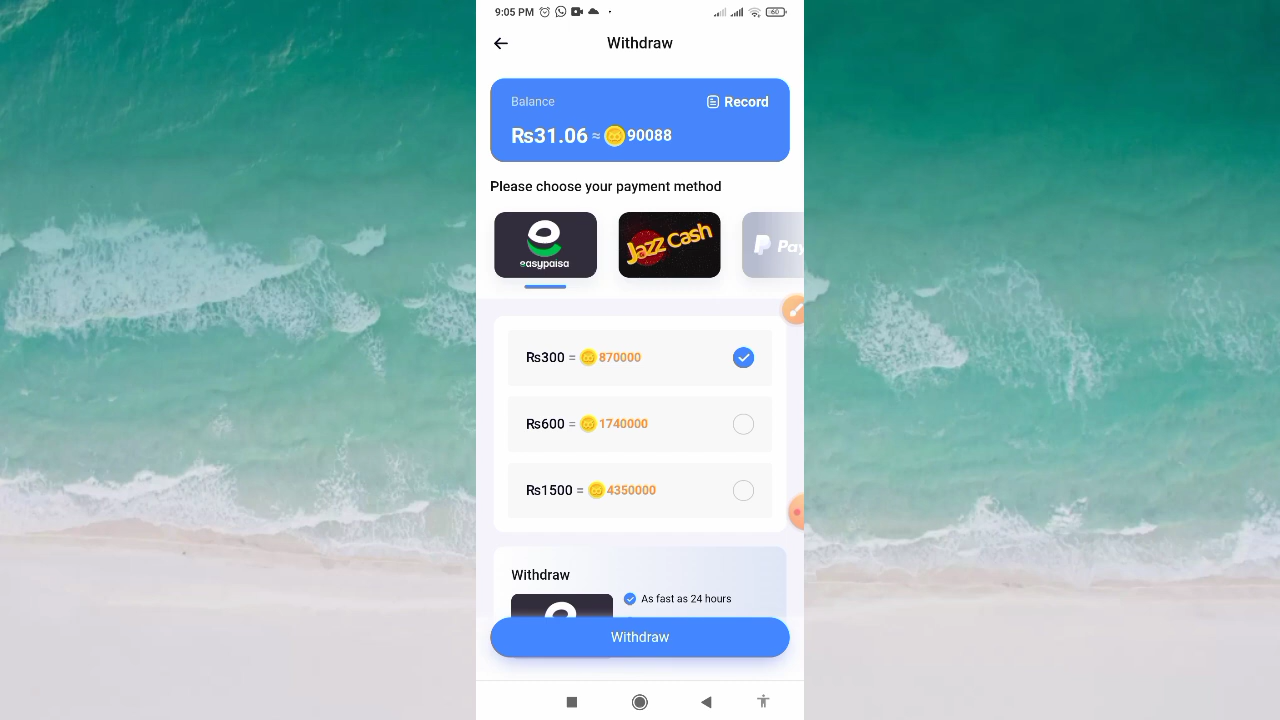 9:05 PM 60
Withdraw
Balance
Record
Rs31.06 ≈ 90088
Please choose your payment method
easypaisa
Jazz Cash
Pay
Rs300 = 870000
Rs600 = 1740000
Rs1500 = 4350000
Withdraw
As fast as 24 hours
Withdraw